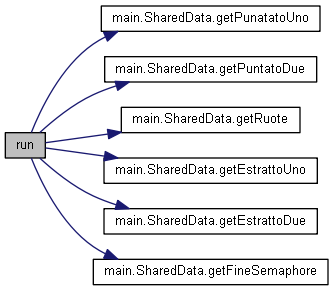 main.SharedData.getPunatatoUno
main.SharedData.getPuntatoDue
main.SharedData.getRuote
run
main.SharedData.getEstrattoUno
main.SharedData.getEstrattoDue
main.SharedData.getFineSemaphore